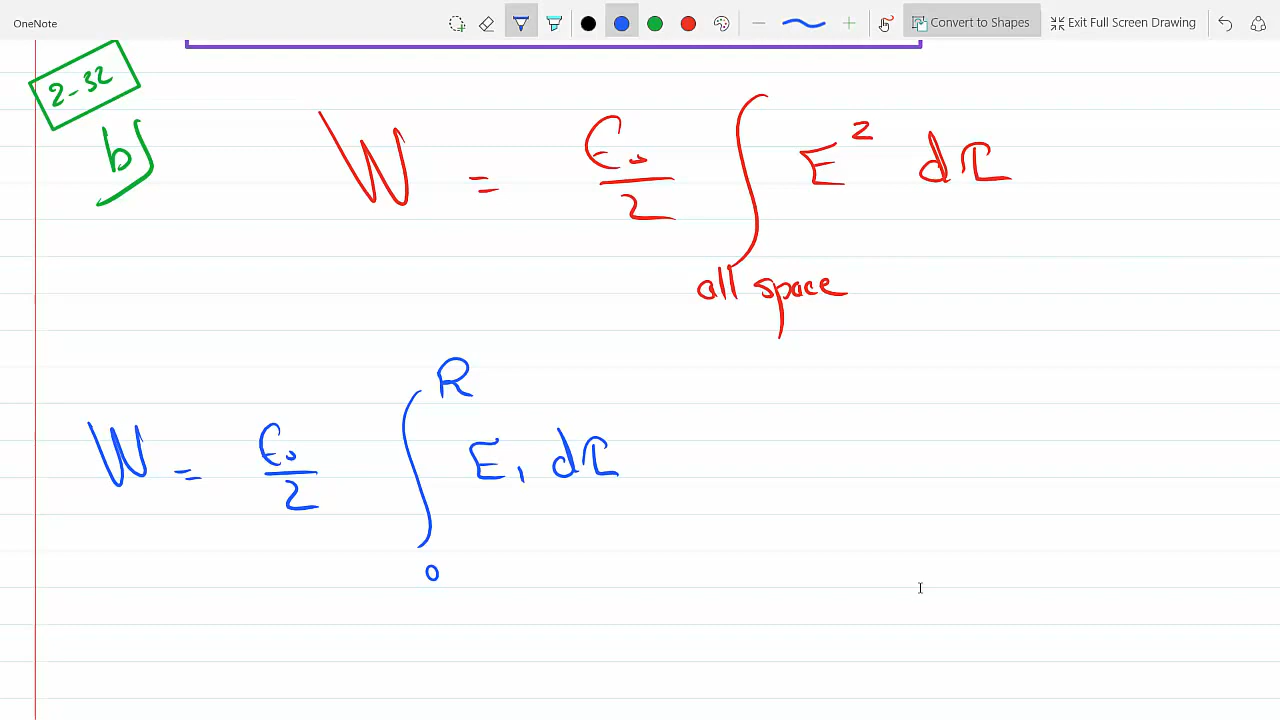 OneNote
Convert to Shapes
Exit Full Screen Drawing
2-32
b)
W = ε₀/2 ∫ E² dτ
all space
W = ε₀/2 ∫₀ᴿ E₁ dτ